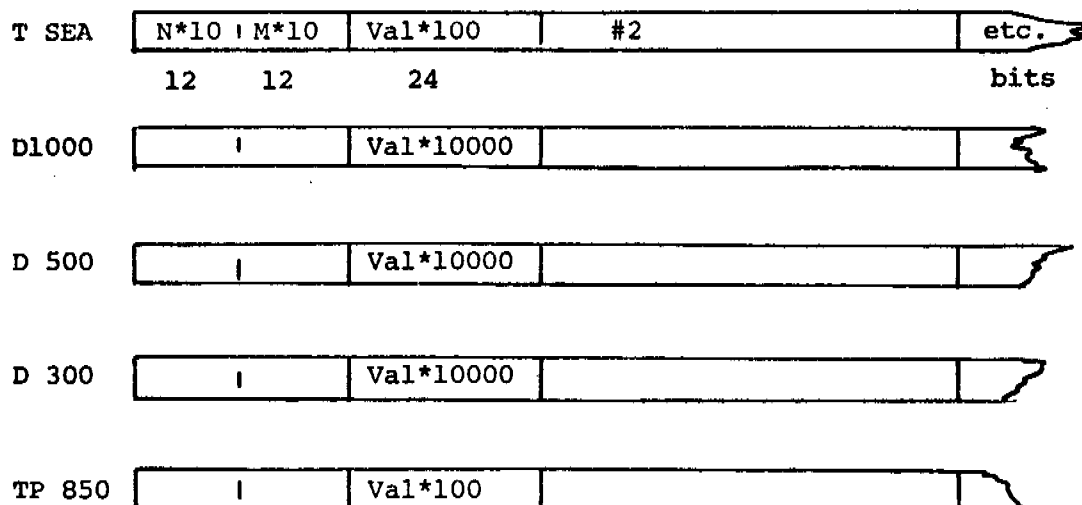 T SEA N*10 M*10 Val*100 #2 etc.
12 12 24 bits
D1000 Val*10000
D 500 Val*10000
D 300 Val*10000
TP 850 Val*100